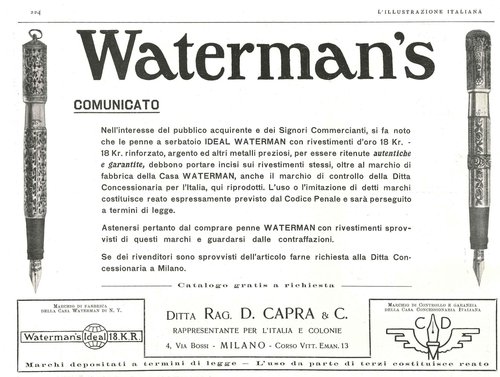 224
L'ILLUSTRAZIONE ITALIANA
Waterman's
COMUNICATO
Nell'interesse del pubblico acquirente e dei Signori Commercianti, si fa noto
che le penne a serbatoio IDEAL WATERMAN con rivestimenti d'oro 18 Kr. -
18 Kr. rinforzato, argento ed altri metalli preziosi, per essere ritenute autentiche
e garantite, debbono portare incisi sui rivestimenti stessi, oltre al marchio di
fabbrica della Casa WATERMAN, anche il marchio di controllo della Ditta
Concessionaria per l'Italia, qui riprodotti. L'uso o l'imitazione di detti marchi
costituisce reato espressamente previsto dal Codice Penale e sarà perseguito
a termini di legge.
Astenersi pertanto dal comprare penne WATERMAN con rivestimenti sprov-
visti di questi marchi e guardarsi dalle contraffazioni.
Se dei rivenditori sono sprovvisti dell'articolo farne richiesta alla Ditta Con-
cessionaria a Milano.
Catalogo gratis a richiesta
MARCHIO DI FABBRICA
DELLA CASA WATERMAN DI N. Y.
Waterman's Ideal 18 K.R.
DITTA RAG. D. CAPRA & C.
RAPPRESENTANTE PER L'ITALIA E COLONIE
4, VIA BOSSI - MILANO - CORSO VITT. EMAN. 13
MARCHIO DI CONTROLLO E GARANZIA
DELLA CASA CONCESSIONARIA ITALIANA
C D
M
Marchi depositati a termini di legge - L'uso da parte di terzi costituisce reato